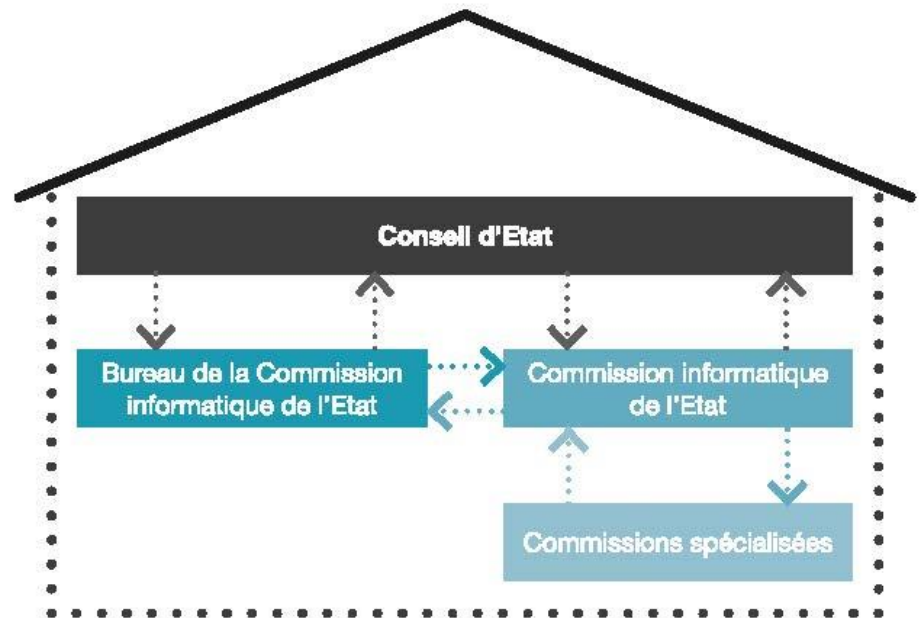 Conseil d'Etat
Bureau de la Commission
informatique de l'Etat
Commission informatique
de l'Etat
Commissions spécialisées